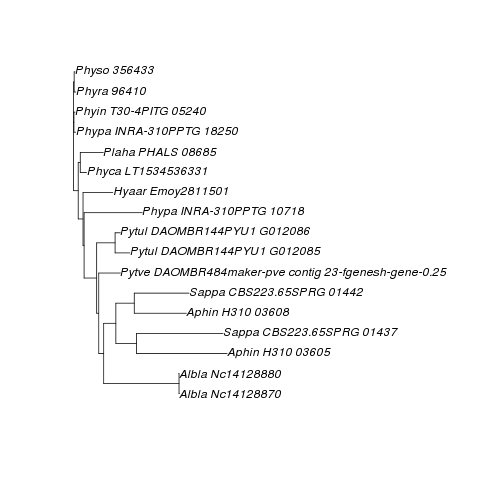 Physo 356433
Phyra 96410
Phyin T30-4PITG 05240
Phypa INRA-310PPTG 18250
Plaha PHALS 08685
Phyca LT1534536331
Hyaar Emoy2811501
Phypa INRA-310PPTG 10718
Pytul DAOMBR144PYU1 G012086
Pytul DAOMBR144PYU1 G012085
Pytve DAOMBR484maker-pve contig 23-fgenesh-gene-0.25
Sappa CBS223.65SPRG 01442
Aphin H310 03608
Sappa CBS223.65SPRG 01437
Aphin H310 03605
Albla Nc14128880
Albla Nc14128870